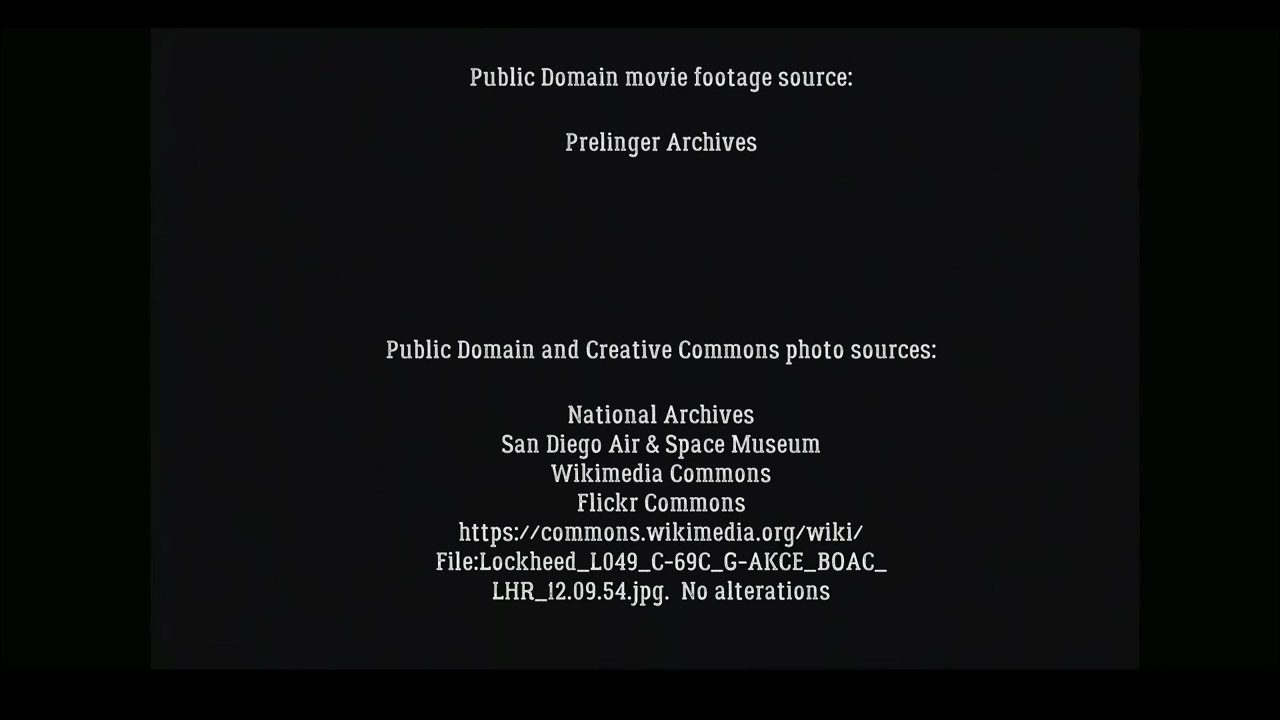 Public Domain movie footage source:
Prelinger Archives
Public Domain and Creative Commons photo sources:
National Archives
San Diego Air & Space Museum
Wikimedia Commons
Flickr Commons
https://commons.wikimedia.org/wiki/
File:Lockheed_L049_C-69C_G-AKCE_BOAC_
LHR_12.09.54.jpg.  No alterations